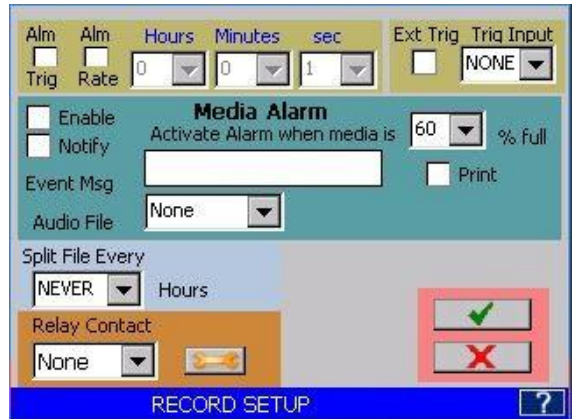 Alm Alm Hours Minutes sec Ext Trig Trig Input
Trig Rate 0 0 1 NONE
Enable Media Alarm
Notify Activate Alarm when media is 60 % full
Event Msg Print
Audio File None
Split File Every
NEVER Hours
Relay Contact
None
RECORD SETUP ?